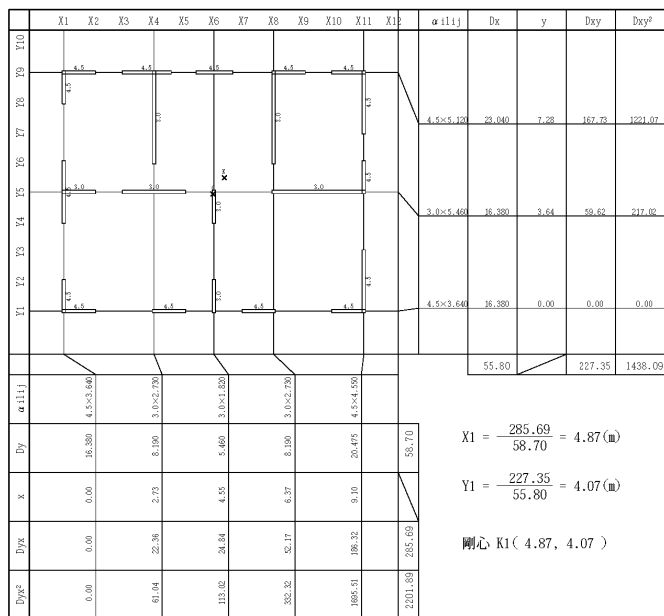 X1 X2 X3 X4 X5 X6 X7 X8 X9 X10 X11 X12 α ilij Dx y Dxy Dxy²
Y10
Y9 4.5 4.5 4.5 4.5 4.5
Y8 4.5 3.0 3.0 4.5
4.5×5.120 23.040 7.28 167.73 1221.07
Y7
Y6
K
Y5 4.5 3.0 3.0 3.0 4.5
3.0×5.460 16.380 3.64 59.62 217.02
Y4 3.0
Y3
Y2 4.5 3.0 4.5
Y1 4.5 4.5 4.5 4.5
4.5×3.640 16.380 0.00 0.00 0.00
55.80 227.35 1438.09
α ilij 4.5×3.640 3.0×2.730 3.0×1.820 3.0×2.730 4.5×4.550
Dy 16.380 8.190 5.460 8.190 20.475 58.70
x 0.00 2.73 4.55 6.37 9.10
Dyx 0.00 22.36 24.84 52.17 186.32 285.69
Dyx² 0.00 61.04 113.02 332.32 1695.51 2201.89
X1 = 285.69 / 58.70 = 4.87(m)
Y1 = 227.35 / 55.80 = 4.07(m)
剛心 K1( 4.87, 4.07 )